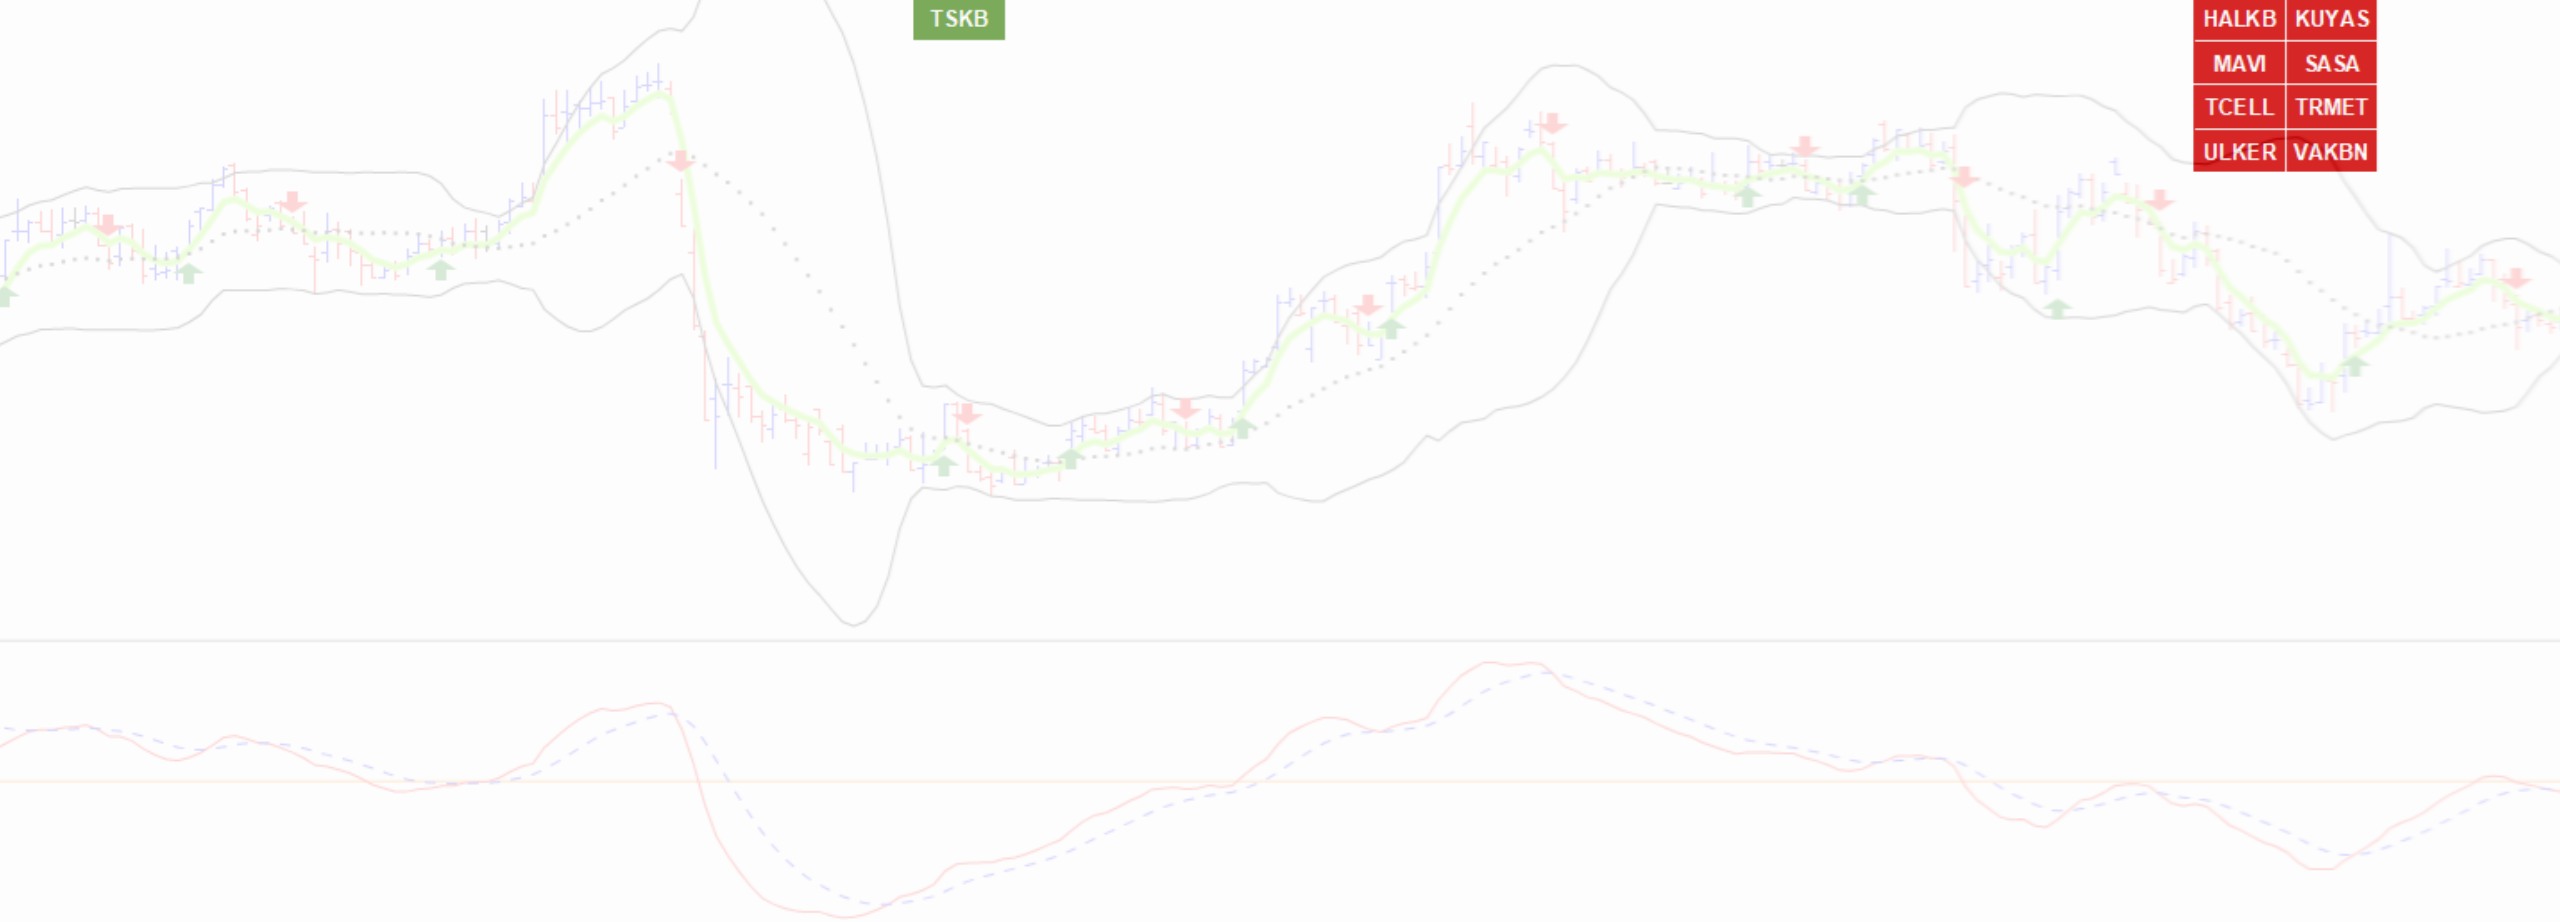 TSKB
HALKB KUYAS
MAVI SASA
TCELL TRMET
ULKER VAKBN